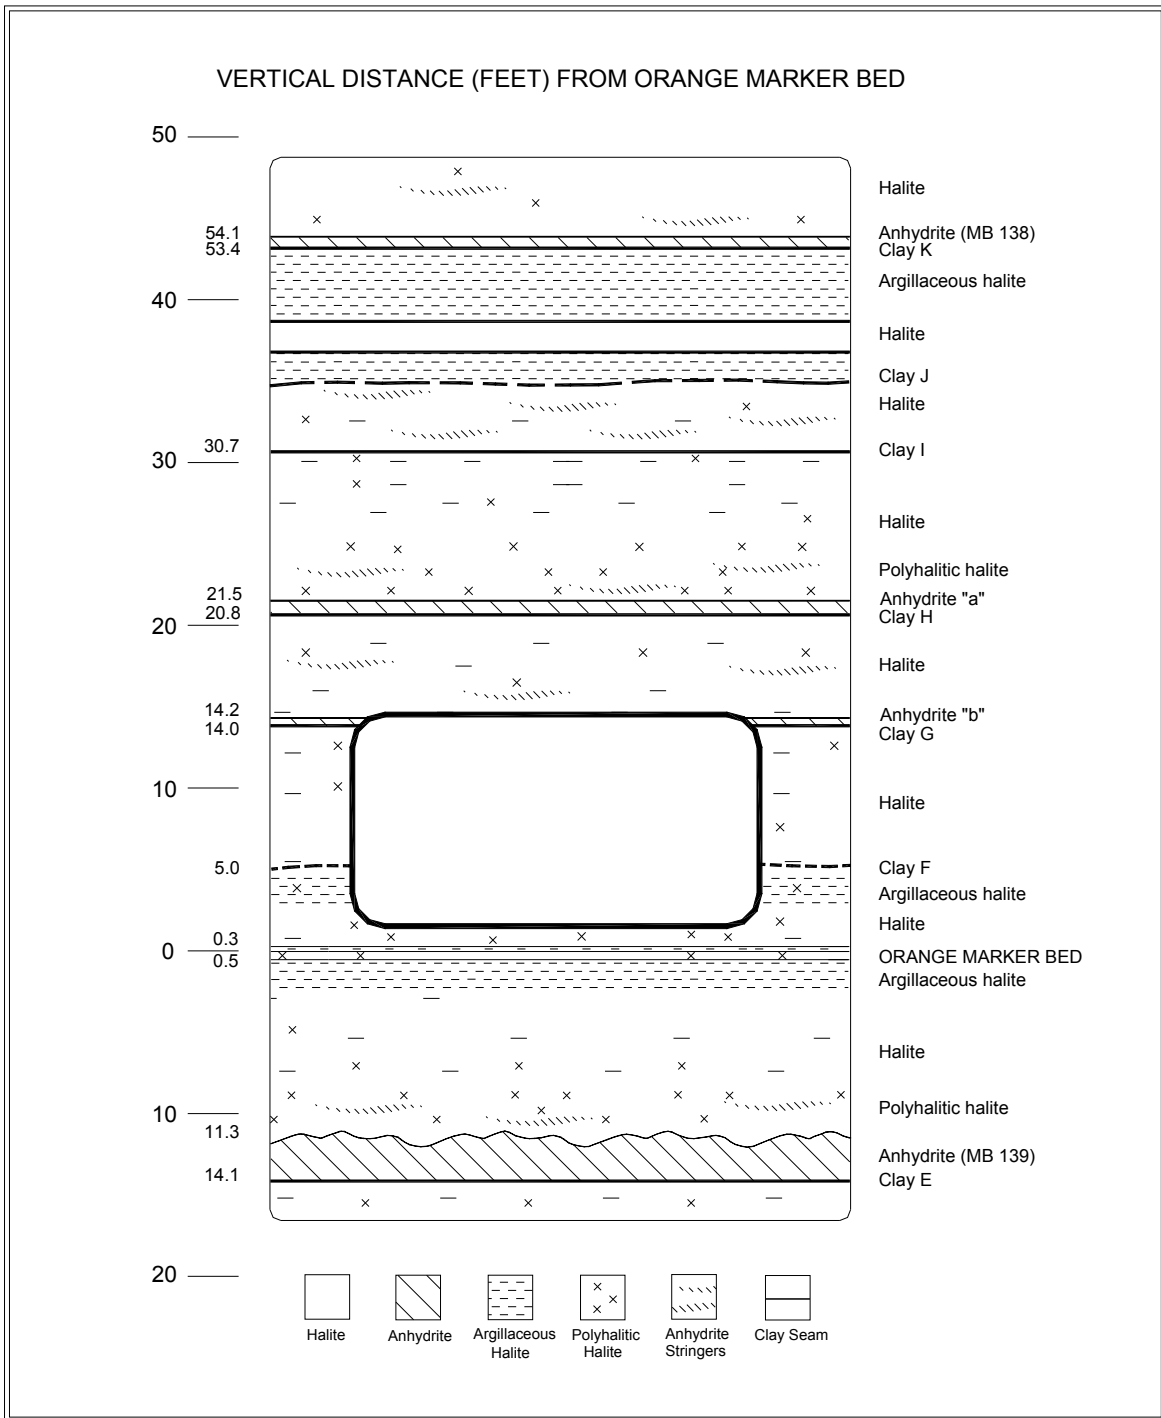 VERTICAL DISTANCE (FEET) FROM ORANGE MARKER BED
50
Halite
54.1
Anhydrite (MB 138)
53.4
Clay K
Argillaceous halite
40
Halite
Clay J
Halite
30.7
Clay I
30
Halite
Polyhalitic halite
21.5
Anhydrite "a"
20.8
Clay H
20
Halite
14.2
Anhydrite "b"
14.0
Clay G
10
Halite
5.0
Clay F
Argillaceous halite
Halite
0.3
0
ORANGE MARKER BED
0.5
Argillaceous halite
Halite
10
Polyhalitic halite
11.3
Anhydrite (MB 139)
14.1
Clay E
20
Halite
Anhydrite
Argillaceous
Halite
Polyhalitic
Halite
Anhydrite
Stringers
Clay Seam